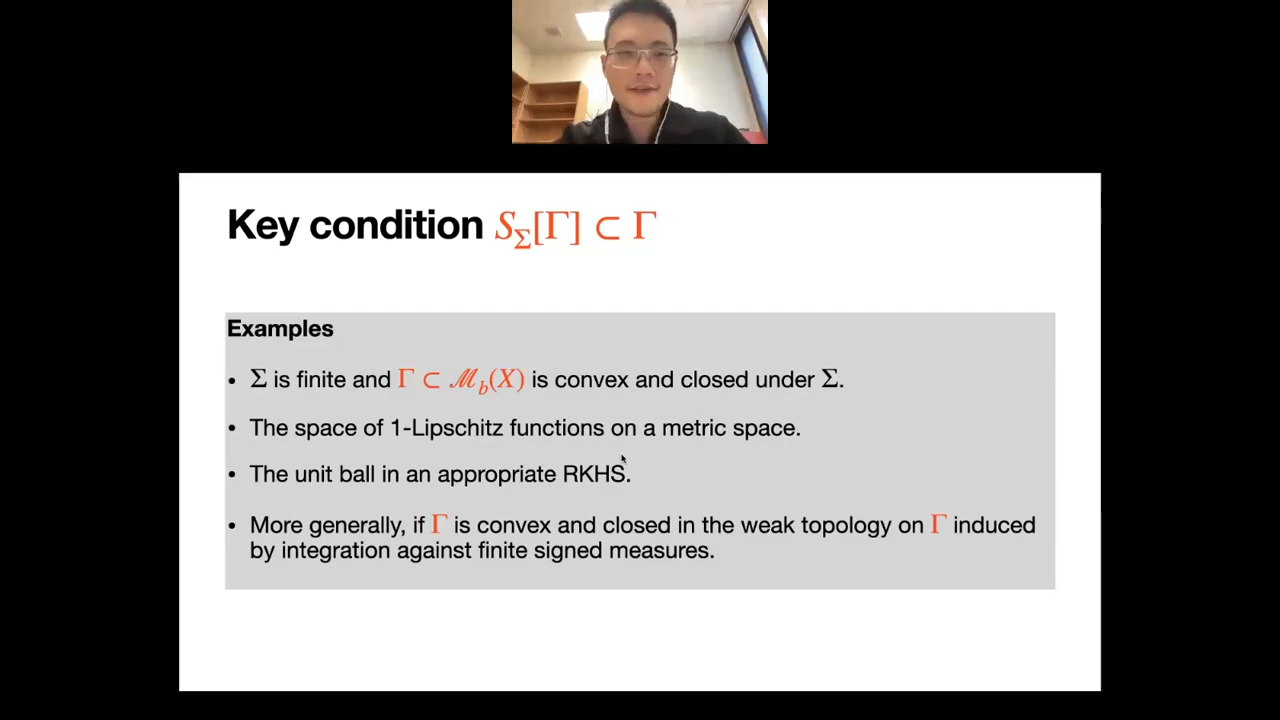 Key condition S_Σ[Γ] ⊂ Γ
Examples
• Σ is finite and Γ ⊂ ℳ_b(X) is convex and closed under Σ.
• The space of 1-Lipschitz functions on a metric space.
• The unit ball in an appropriate RKHS.
• More generally, if Γ is convex and closed in the weak topology on Γ induced
by integration against finite signed measures.